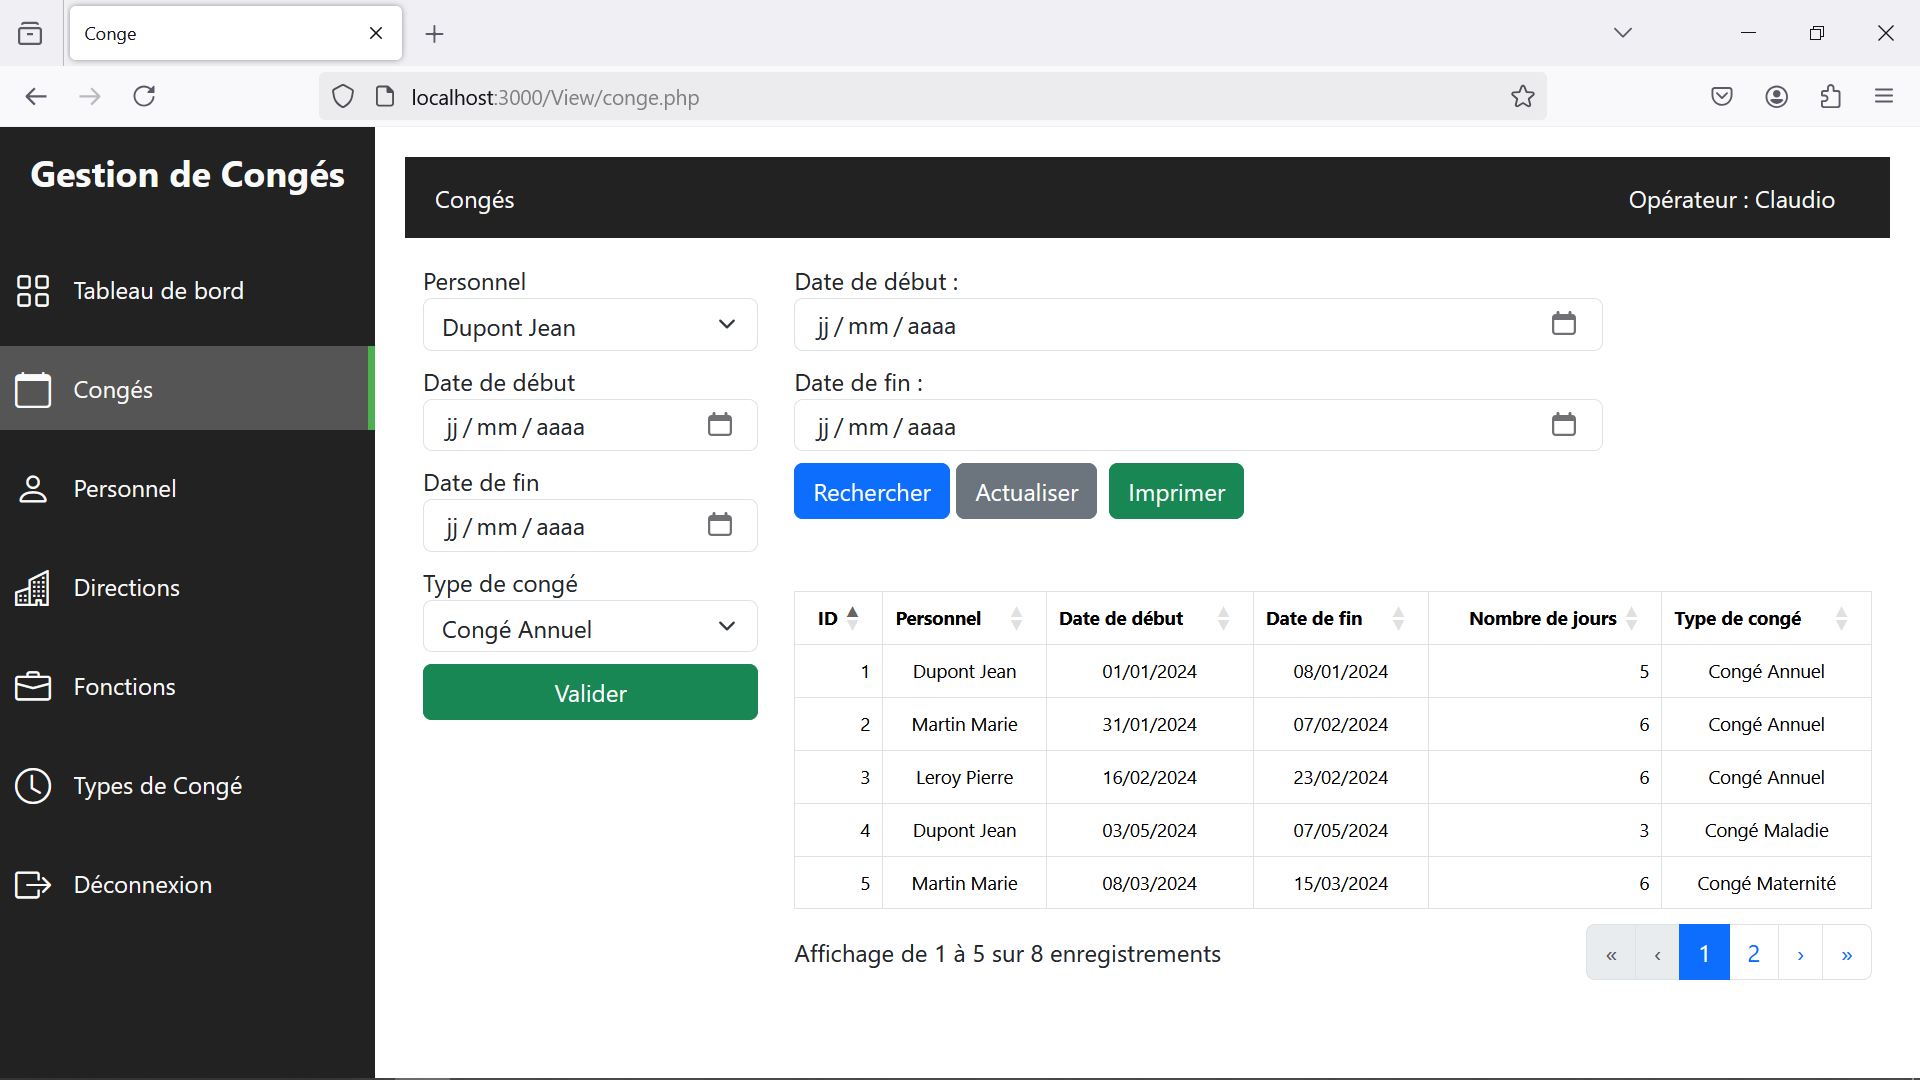 Conge
localhost:3000/View/conge.php
Gestion de Congés
Tableau de bord
Congés
Personnel
Directions
Fonctions
Types de Congé
Déconnexion
Congés
Opérateur : Claudio
Personnel
Dupont Jean
Date de début
jj / mm / aaaa
Date de fin
jj / mm / aaaa
Type de congé
Congé Annuel
Valider
Date de début :
jj / mm / aaaa
Date de fin :
jj / mm / aaaa
Rechercher Actualiser Imprimer
ID Personnel Date de début Date de fin Nombre de jours Type de congé
1 Dupont Jean 01/01/2024 08/01/2024 5 Congé Annuel
2 Martin Marie 31/01/2024 07/02/2024 6 Congé Annuel
3 Leroy Pierre 16/02/2024 23/02/2024 6 Congé Annuel
4 Dupont Jean 03/05/2024 07/05/2024 3 Congé Maladie
5 Martin Marie 08/03/2024 15/03/2024 6 Congé Maternité
Affichage de 1 à 5 sur 8 enregistrements
« ‹ 1 2 › »